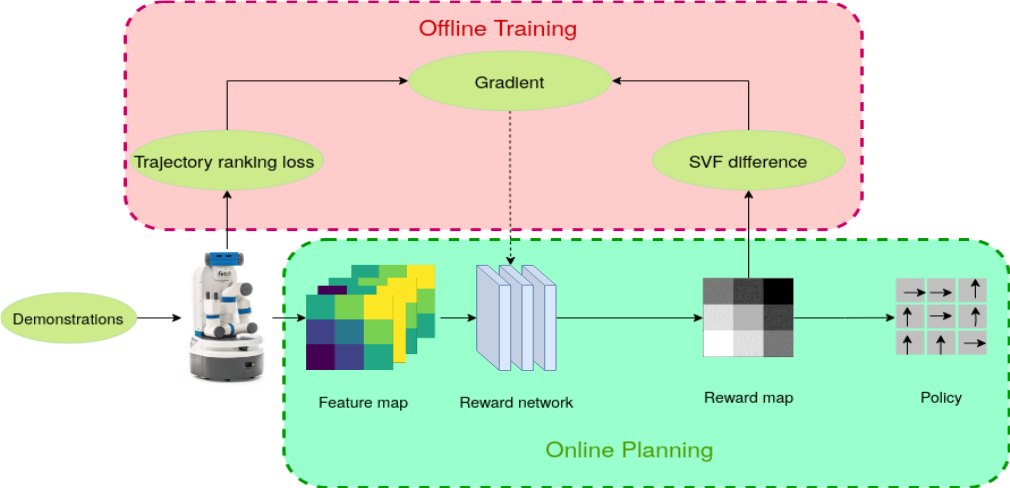 Offline Training
Gradient
Trajectory ranking loss
SVF difference
fetch
Demonstrations
Feature map
Reward network
Reward map
Policy
Online Planning